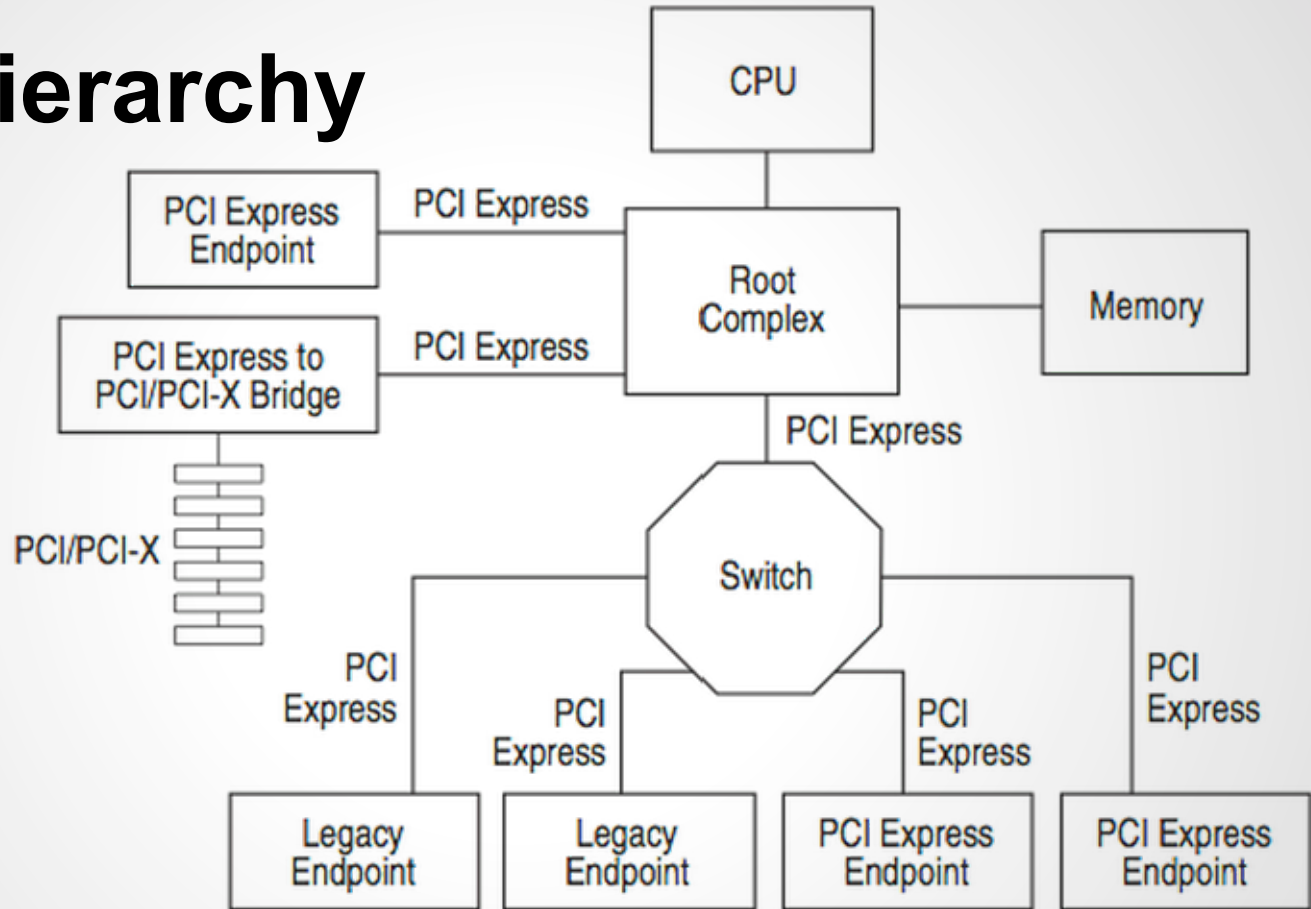 ierarchy
CPU
PCI Express
Endpoint
PCI Express
Root
Complex
Memory
PCI Express to
PCI/PCI-X Bridge
PCI Express
PCI Express
PCI/PCI-X
Switch
PCI
Express
PCI
Express
PCI
Express
PCI
Express
Legacy
Endpoint
Legacy
Endpoint
PCI Express
Endpoint
PCI Express
Endpoint